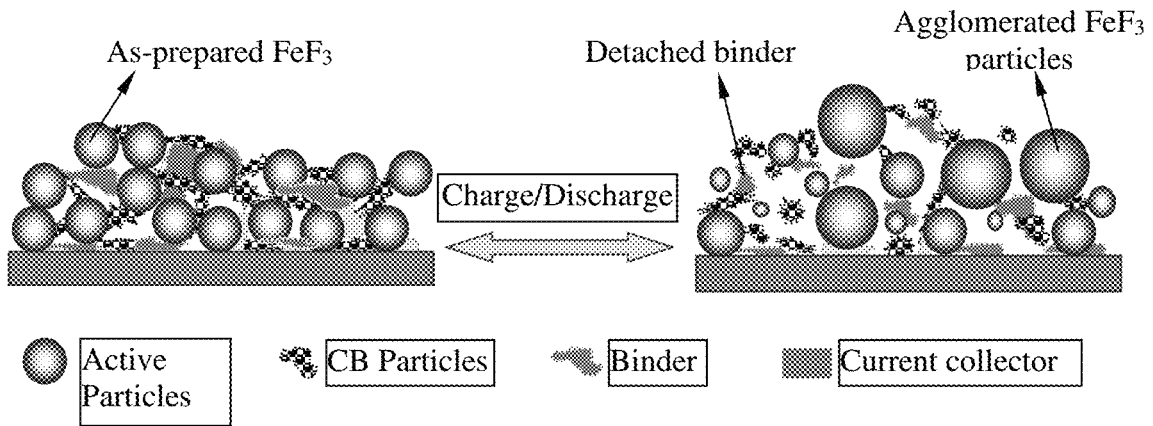 As-prepared FeF₃
Detached binder
Agglomerated FeF₃
particles
Charge/Discharge
Active
Particles
CB Particles
Binder
Current collector